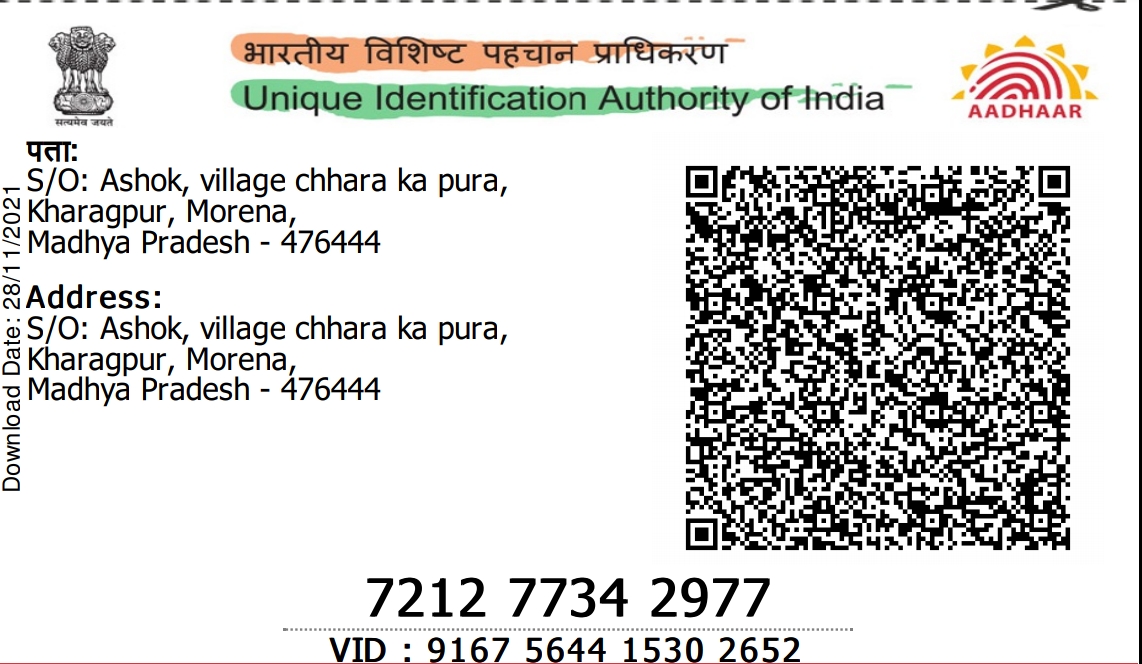 भारतीय विशिष्ट पहचान प्राधिकरण
Unique Identification Authority of India
सत्यमेव जयते
AADHAAR
पता:
S/O: Ashok, village chhara ka pura,
Kharagpur, Morena,
Madhya Pradesh - 476444
Address:
S/O: Ashok, village chhara ka pura,
Kharagpur, Morena,
Madhya Pradesh - 476444
Download Date: 28/11/2021
7212 7734 2977
VID : 9167 5644 1530 2652